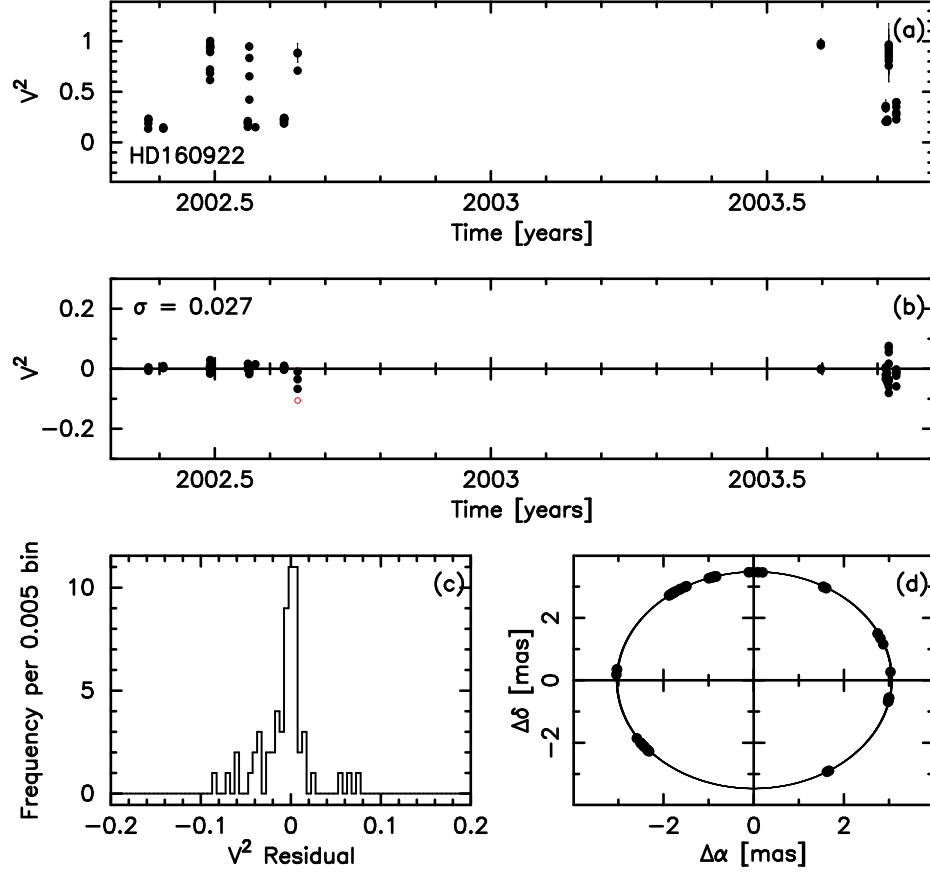 (a)
1
0.5
0
V²
HD160922
2002.5 2003 2003.5
Time [years]
σ = 0.027
(b)
0.2
0
−0.2
V²
2002.5 2003 2003.5
Time [years]
(c)
10
5
0
Frequency per 0.005 bin
−0.2 −0.1 0 0.1 0.2
V² Residual
(d)
2
0
−2
Δδ [mas]
−2 0 2
Δα [mas]